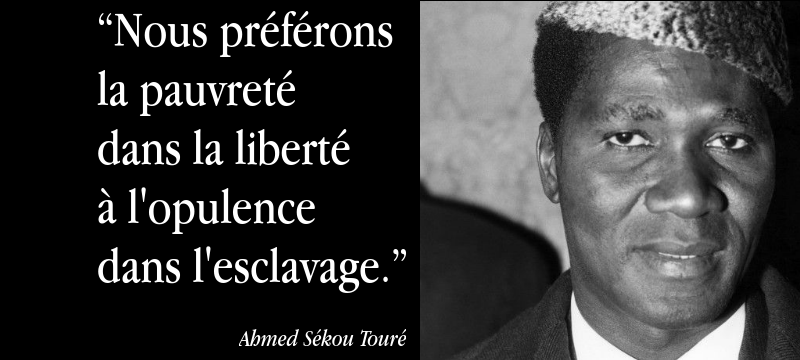 “Nous préférons
la pauvreté
dans la liberté
à l'opulence
dans l'esclavage.”
Ahmed Sékou Touré